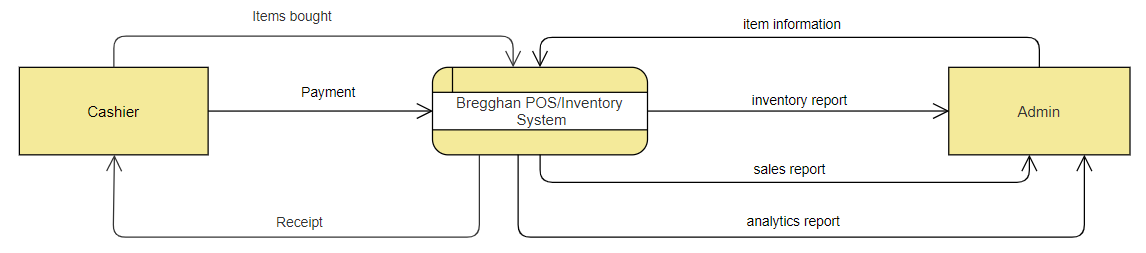 Items bought
item information
Payment
Cashier
Bregghan POS/Inventory
System
inventory report
Admin
sales report
Receipt
analytics report